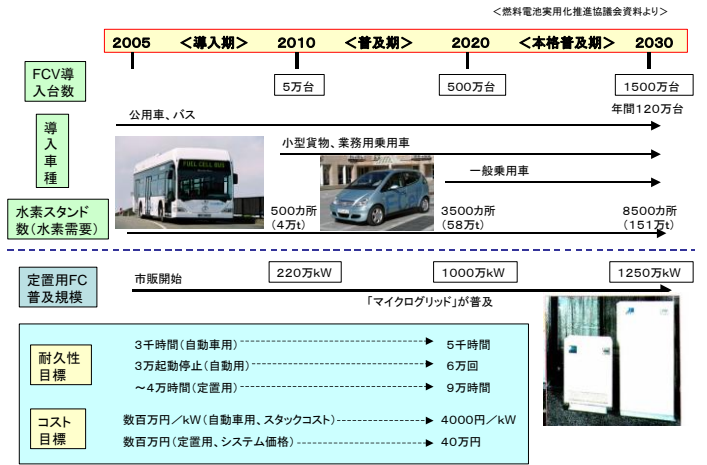 <燃料電池実用化推進協議会資料より>
2005 <導入期> 2010 <普及期> 2020 <本格普及期> 2030
FCV導
入台数
5万台 500万台 1500万台
年間120万台
導
入
車
種
公用車、バス
小型貨物、業務用乗用車
一般乗用車
FUEL CELL BUS
水素スタンド
数(水素需要)
500カ所 3500カ所 8500カ所
(4万t) (58万t) (151万t)
定置用FC
普及規模
市販開始 220万kW 1000万kW 1250万kW
「マイクログリッド」が普及
耐久性
目標
3千時間(自動車用) 5千時間
3万起動停止(自動用) 6万回
~4万時間(定置用) 9万時間
コスト
目標
数百万円/kW(自動車用、スタックコスト) 4000円/kW
数百万円(定置用、システム価格) 40万円